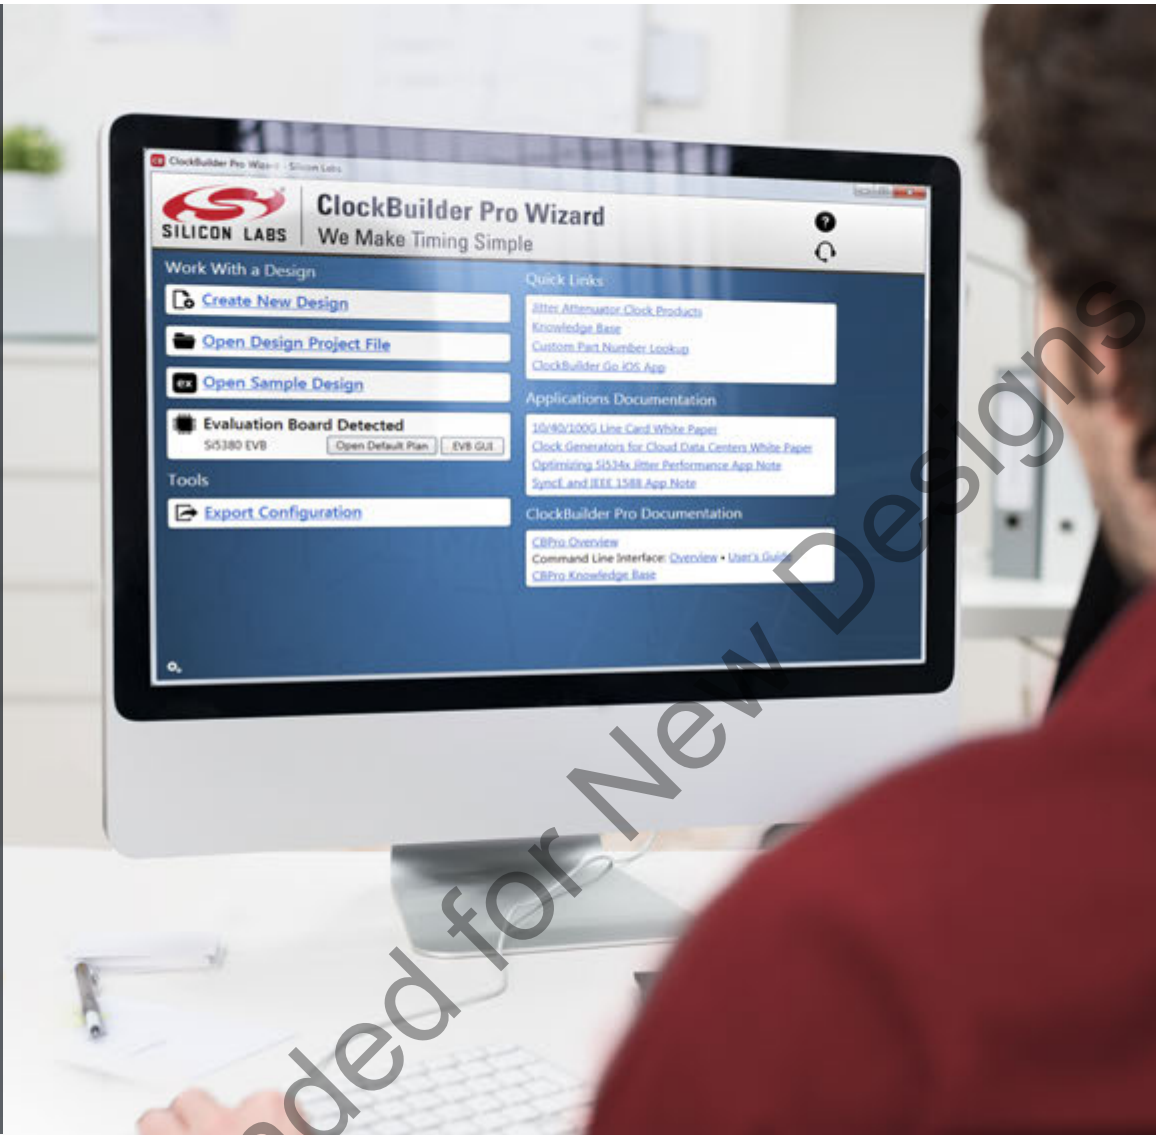 ClockBuilder Pro Wizard - Silicon Labs
SILICON LABS
ClockBuilder Pro Wizard
We Make Timing Simple
?
Work With a Design
Create New Design
Open Design Project File
ex Open Sample Design
Evaluation Board Detected
Si5380 EVB
Open Default Plan
EVB GUI
Tools
Export Configuration
Quick Links
Jitter Attenuator Clock Products
Knowledge Base
Custom Part Number Lookup
ClockBuilder Go iOS App
Applications Documentation
10/40/100G Line Card White Paper
Clock Generators for Cloud Data Centers White Paper
Optimizing Si534x Jitter Performance App Note
SyncE and IEEE 1588 App Note
ClockBuilder Pro Documentation
CBPro Overview
Command Line Interface: Overview • User's Guide
CBPro Knowledge Base
ded for New Designs